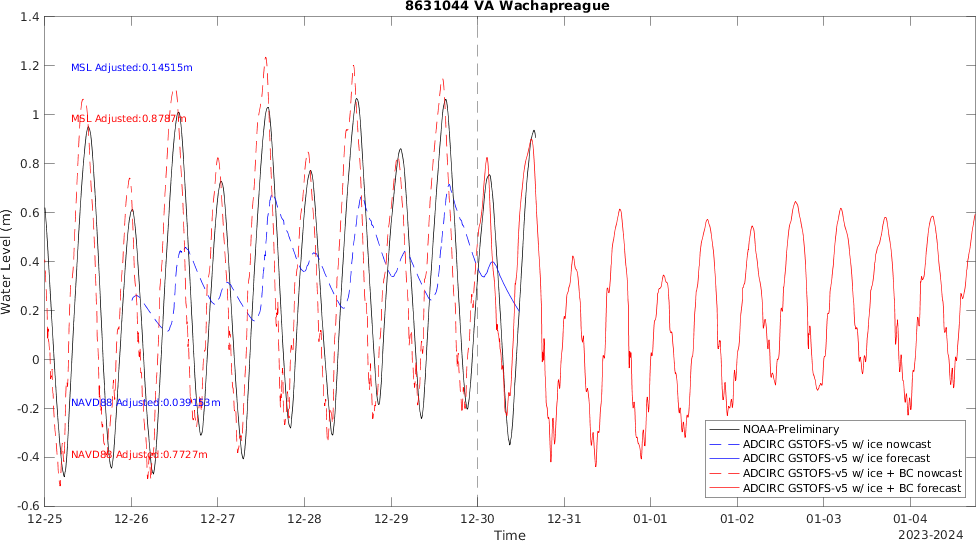 8631044 VA Wachapreague
Water Level (m)
1.4
1.2
1
0.8
0.6
0.4
0.2
0
-0.2
-0.4
-0.6
MSL Adjusted:0.14515m
MSL Adjusted:0.8787m
NAVD88 Adjusted:0.039153m
NAVD88 Adjusted:0.7727m
NOAA-Preliminary
ADCIRC GSTOFS-v5 w/ ice nowcast
ADCIRC GSTOFS-v5 w/ ice forecast
ADCIRC GSTOFS-v5 w/ ice + BC nowcast
ADCIRC GSTOFS-v5 w/ ice + BC forecast
12-25 12-26 12-27 12-28 12-29 12-30 12-31 01-01 01-02 01-03 01-04
Time
2023-2024